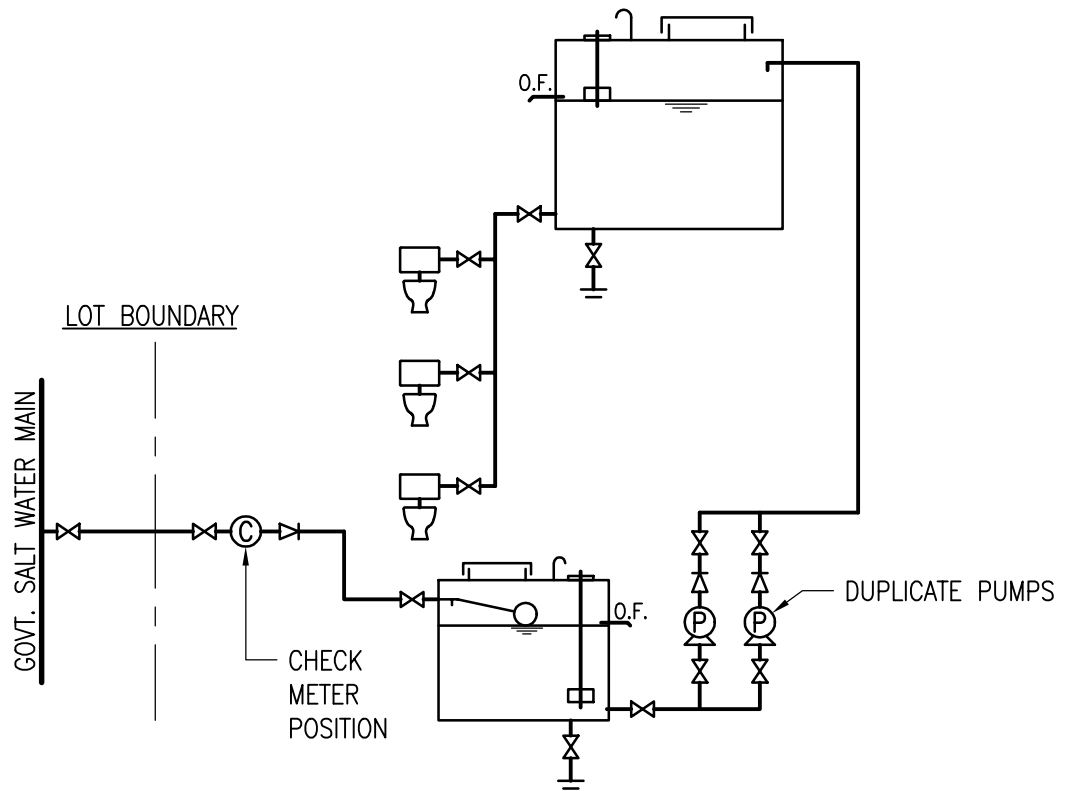 O.F.
LOT BOUNDARY
GOVT. SALT WATER MAIN
C
CHECK
METER
POSITION
O.F.
P
P
DUPLICATE PUMPS